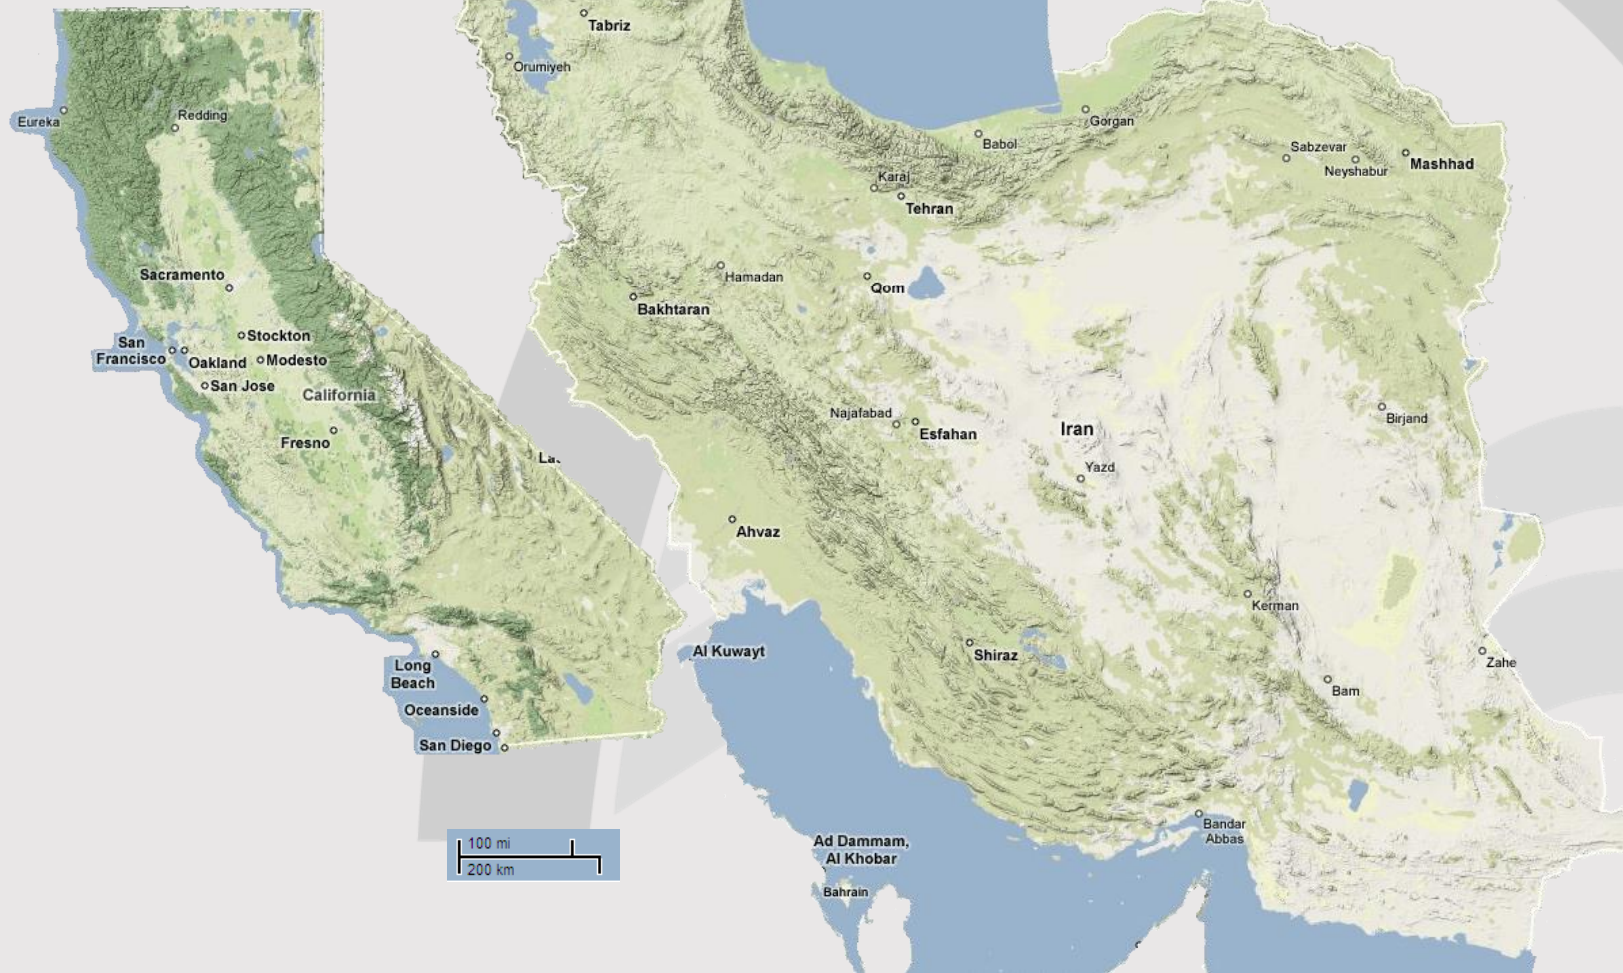 Tabriz
Orumiyeh
Eureka
Redding
Gorgan
Babol
Sabzevar
Neyshabur
Mashhad
Karaj
Tehran
Sacramento
Hamadan
Qom
Bakhtaran
Stockton
San
Francisco
Oakland
Modesto
San Jose
California
Fresno
Najafabad
Esfahan
Iran
Birjand
Yazd
Ahvaz
Kerman
Long
Beach
Al Kuwayt
Shiraz
Zahe
Bam
Oceanside
San Diego
Bandar
Abbas
100 mi
200 km
Ad Dammam,
Al Khobar
Bahrain